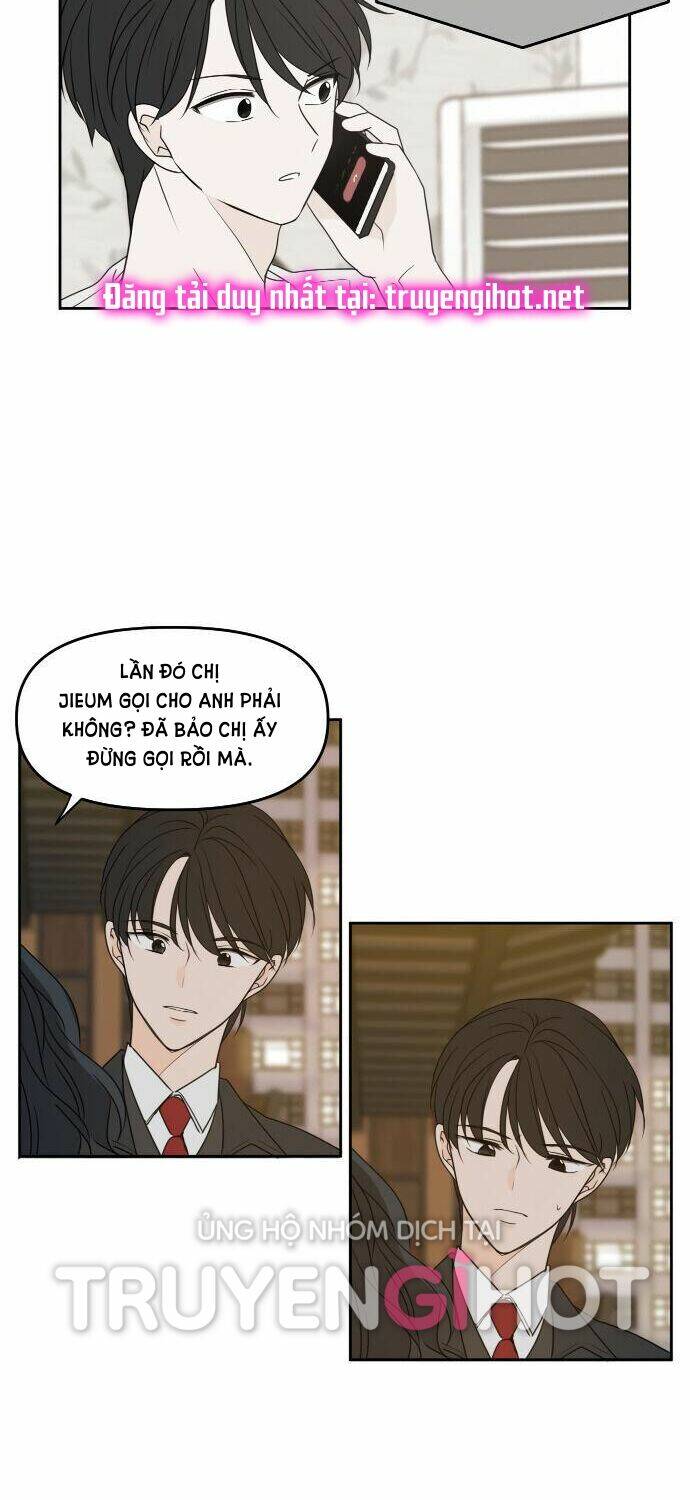 Đăng tải duy nhất tại: truyengihot.net
LẦN ĐÓ CHỊ
JIEUM GỌI CHO ANH PHẢI
KHÔNG? ĐÃ BẢO CHỊ ẤY
ĐỪNG GỌI RỒI MÀ.
ỦNG HỘ NHÓM DỊCH TẠI
TRUYENGIHOT